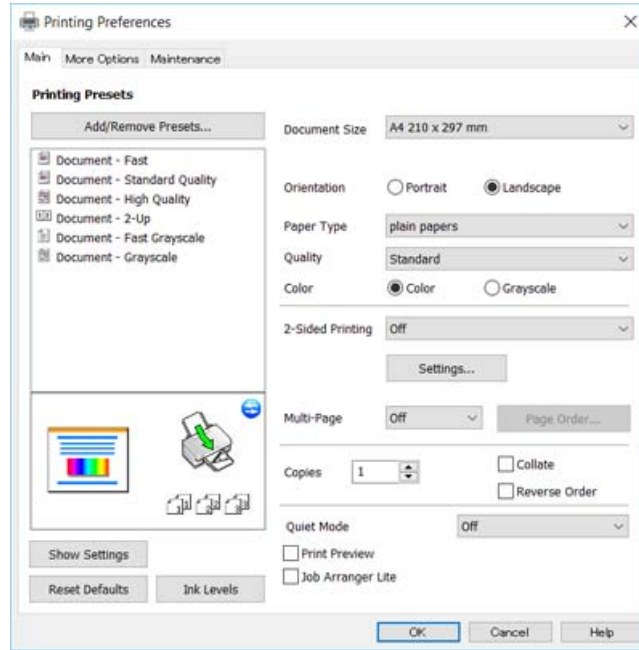 Printing Preferences
Main More Options Maintenance
Printing Presets
Add/Remove Presets...
Document - Fast
Document - Standard Quality
Document - High Quality
Document - 2-Up
Document - Fast Grayscale
Document - Grayscale
Show Settings
Reset Defaults Ink Levels
Document Size A4 210 x 297 mm
Orientation Portrait Landscape
Paper Type plain papers
Quality Standard
Color Color Grayscale
2-Sided Printing Off
Settings...
Multi-Page Off Page Order...
Copies 1 Collate
Reverse Order
Quiet Mode Off
Print Preview
Job Arranger Lite
OK Cancel Help